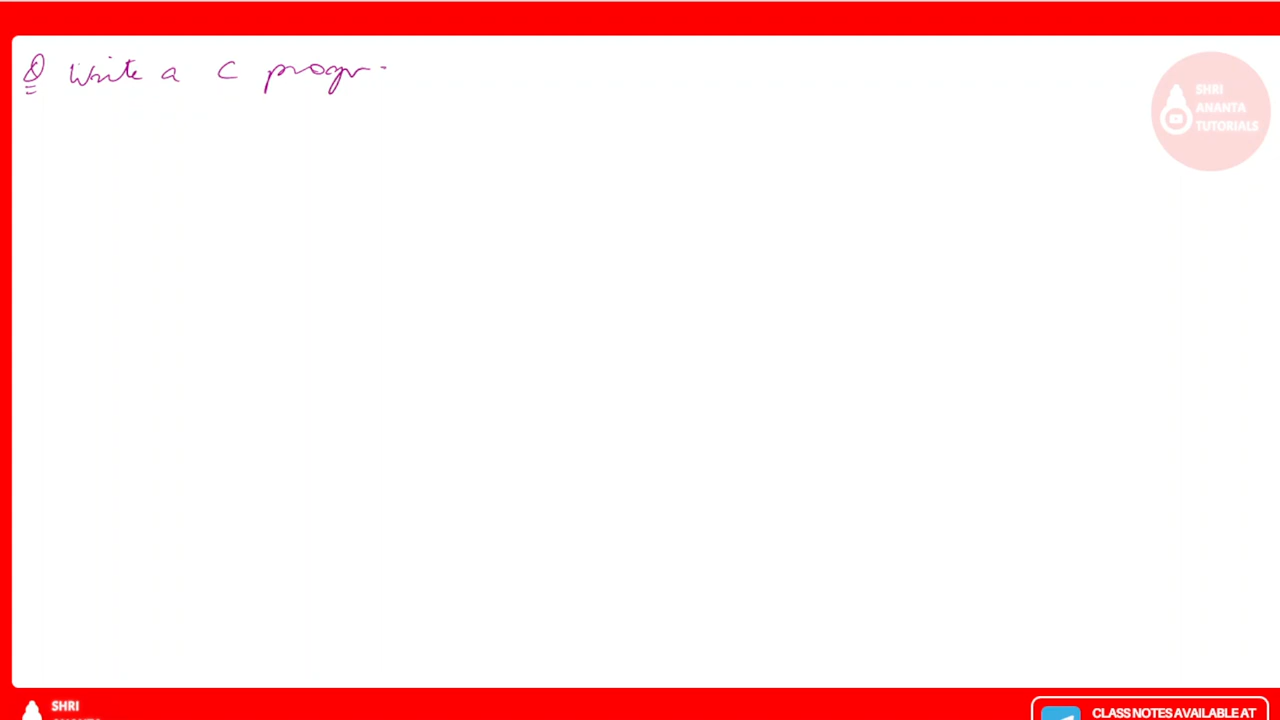 Q Write a C progr
SHRI
ANANTA
TUTORIALS
SHRI
CLASS NOTES AVAILABLE AT